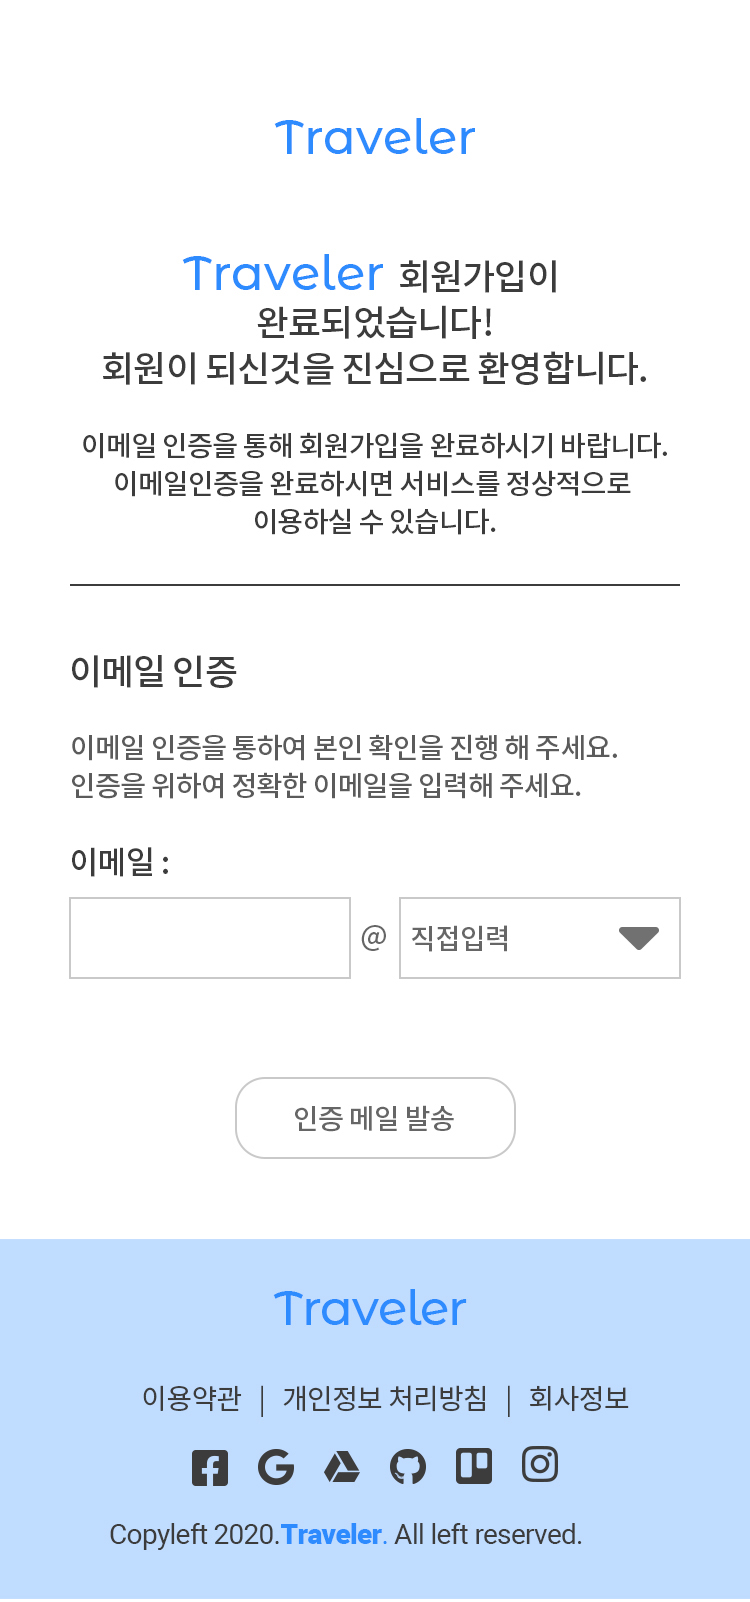 Traveler
Traveler 회원가입이
완료되었습니다!
회원이 되신것을 진심으로 환영합니다.
이메일 인증을 통해 회원가입을 완료하시기 바랍니다.
이메일인증을 완료하시면 서비스를 정상적으로
이용하실 수 있습니다.
이메일 인증
이메일 인증을 통하여 본인 확인을 진행 해 주세요.
인증을 위하여 정확한 이메일을 입력해 주세요.
이메일 :
@ 직접입력
인증 메일 발송
Traveler
이용약관 | 개인정보 처리방침 | 회사정보
Copyleft 2020.Traveler. All left reserved.